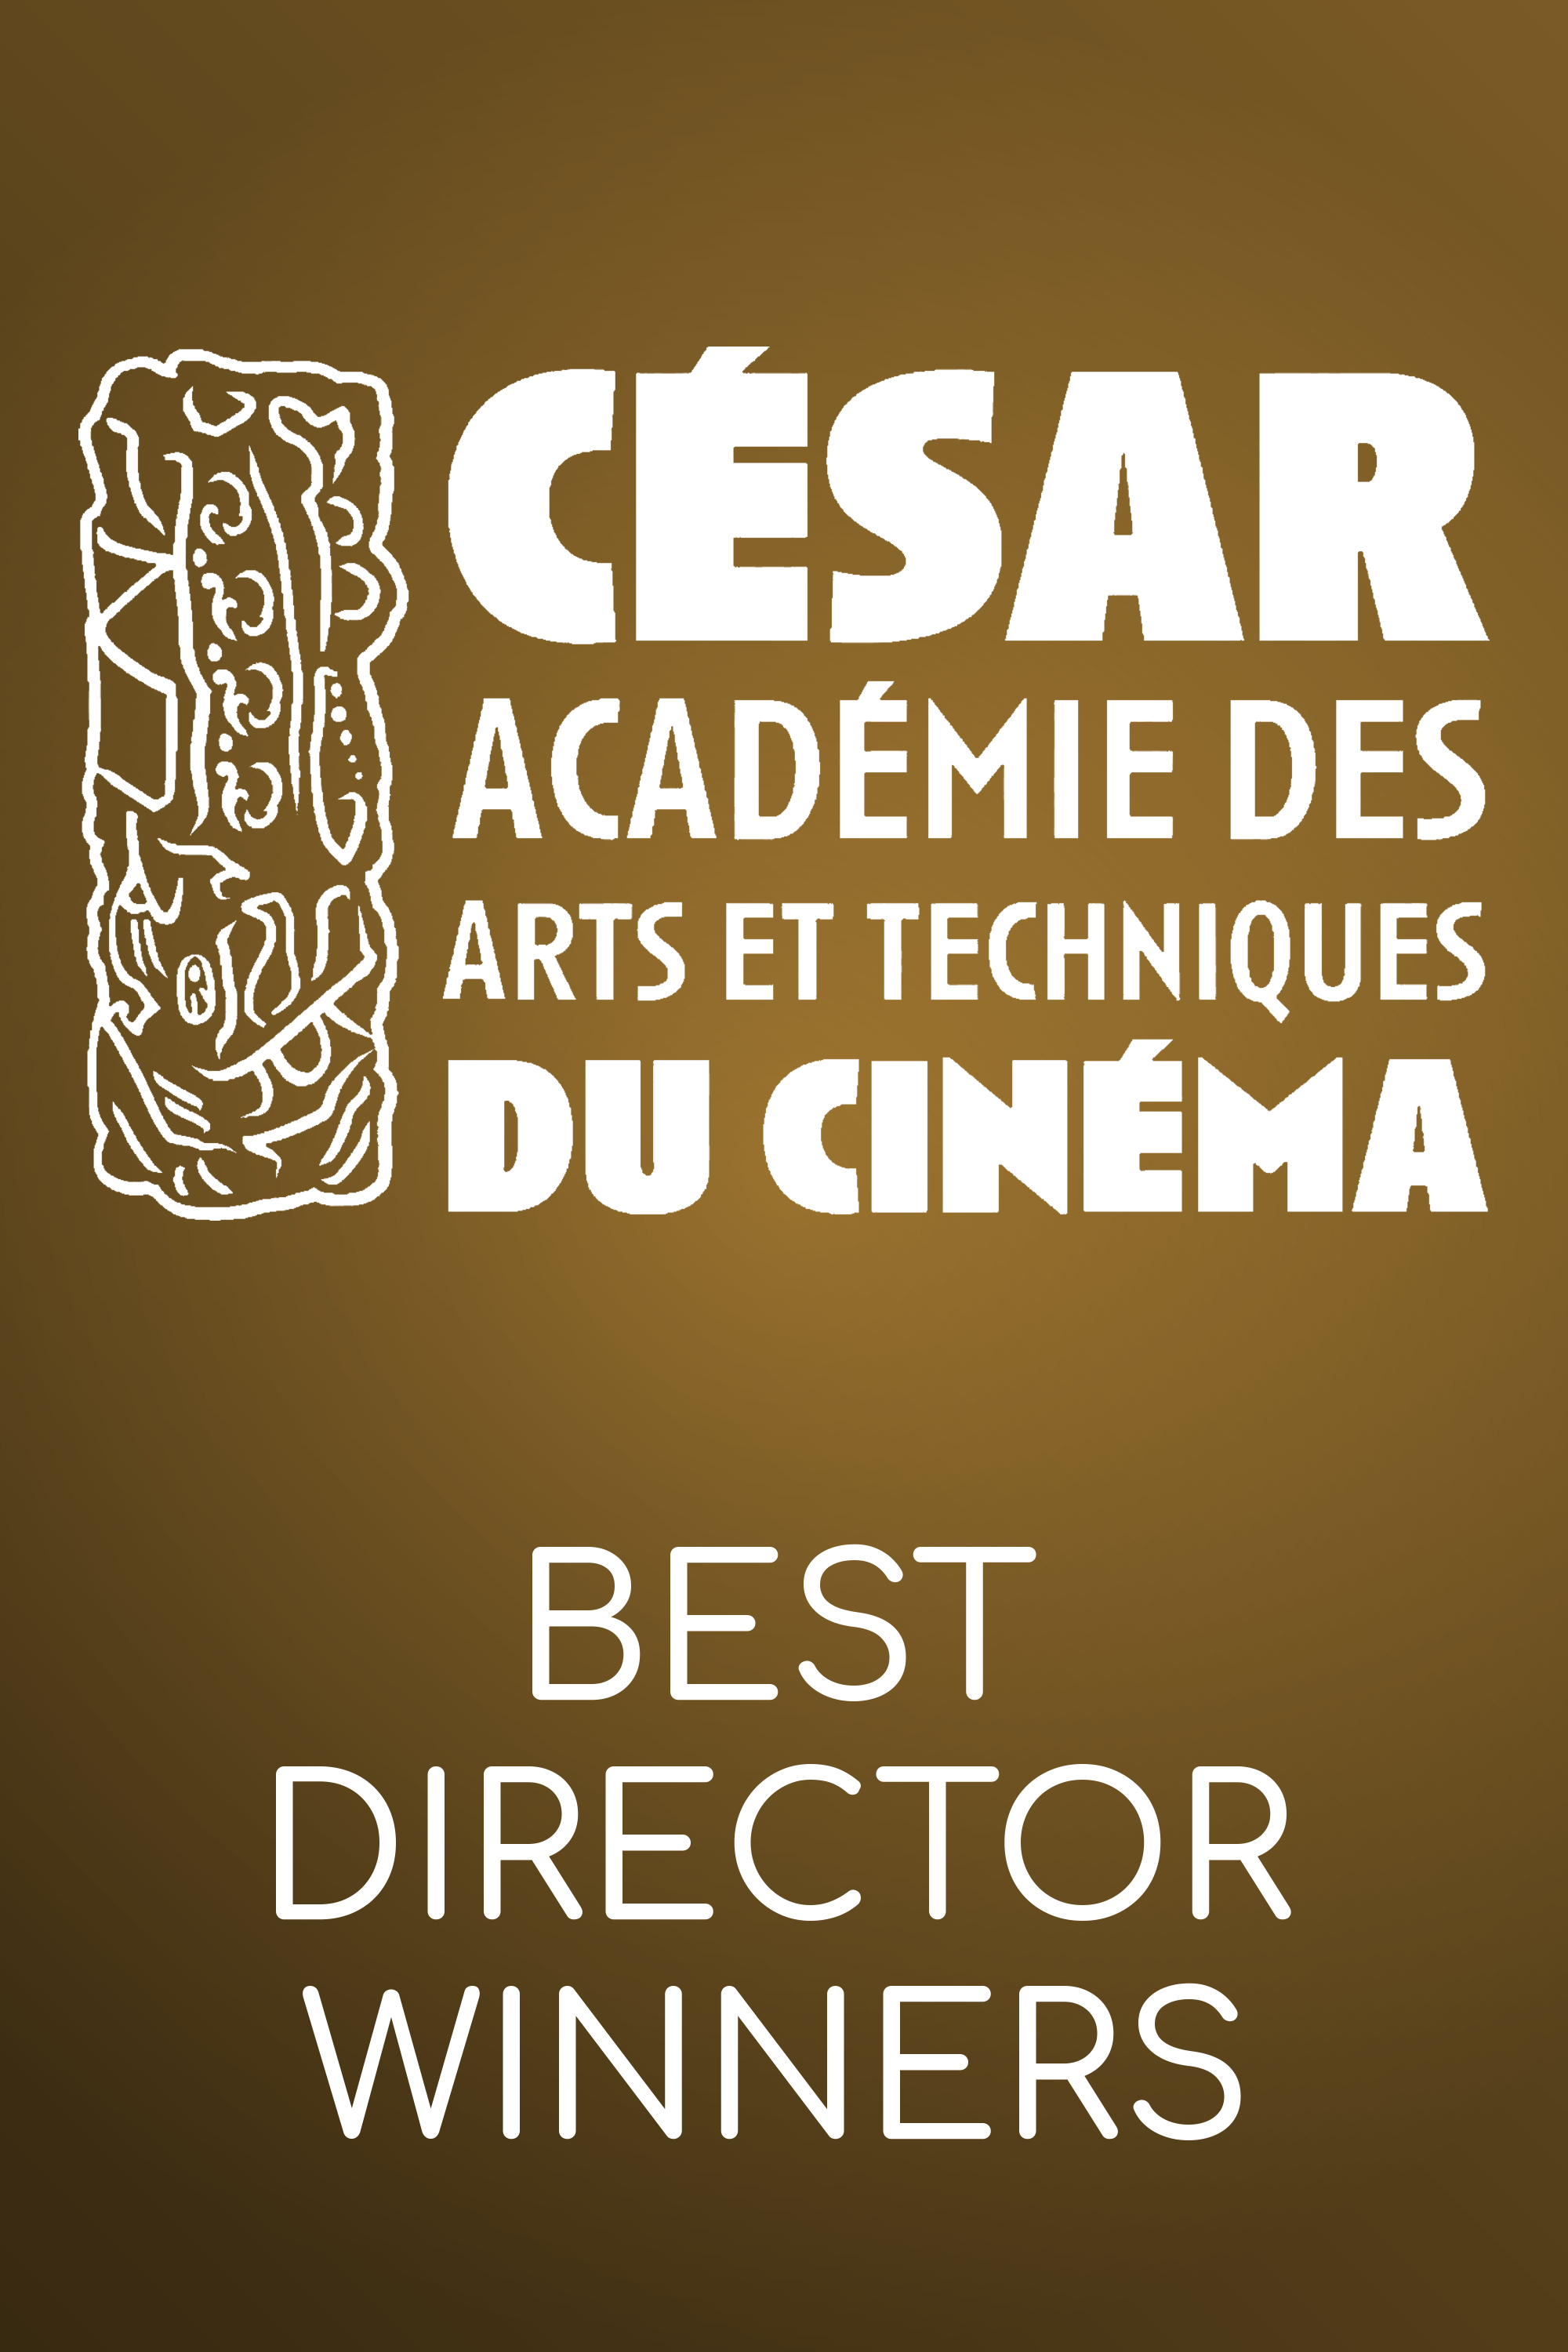 CÉSAR
ACADÉMIE DES
ARTS ET TECHNIQUES
DU CINÉMA
BEST
DIRECTOR
WINNERS